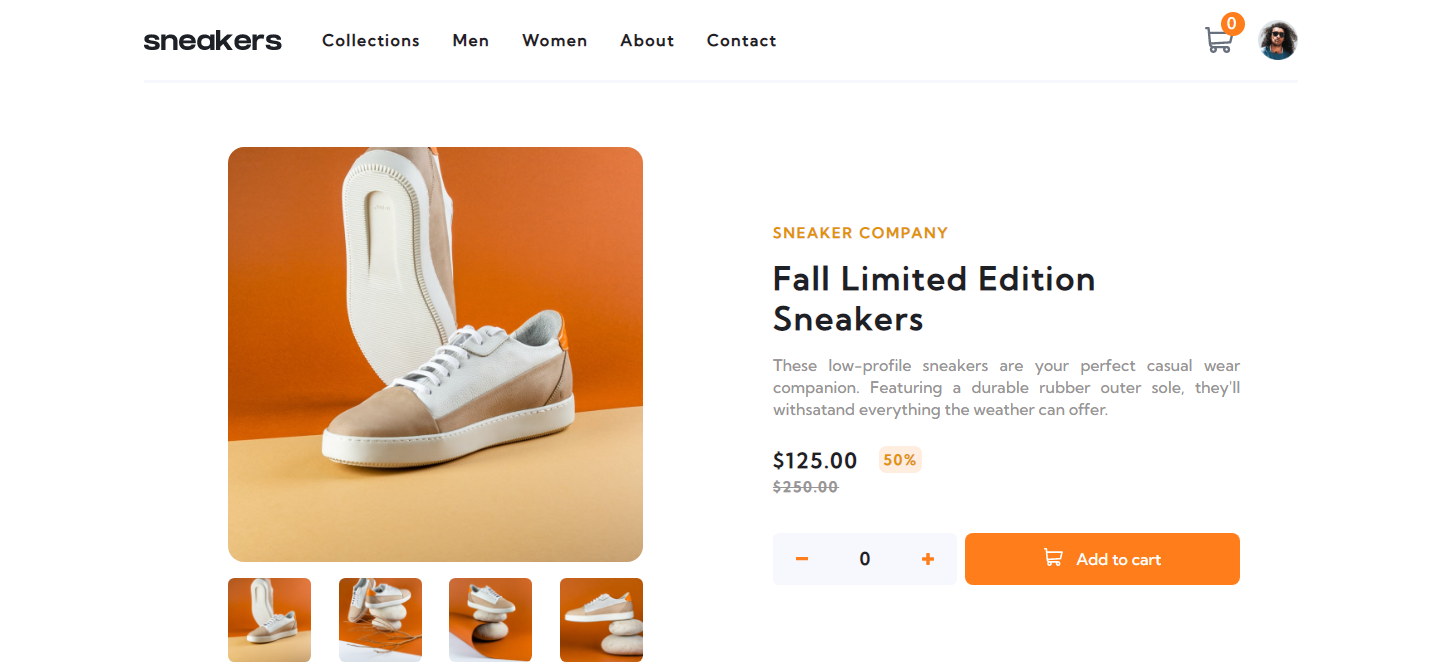 sneakers
Collections Men Women About Contact
0
SNEAKER COMPANY
Fall Limited Edition
Sneakers
These low-profile sneakers are your perfect casual wear
companion. Featuring a durable rubber outer sole, they'll
withsatand everything the weather can offer.
$125.00 50%
$250.00
0
Add to cart